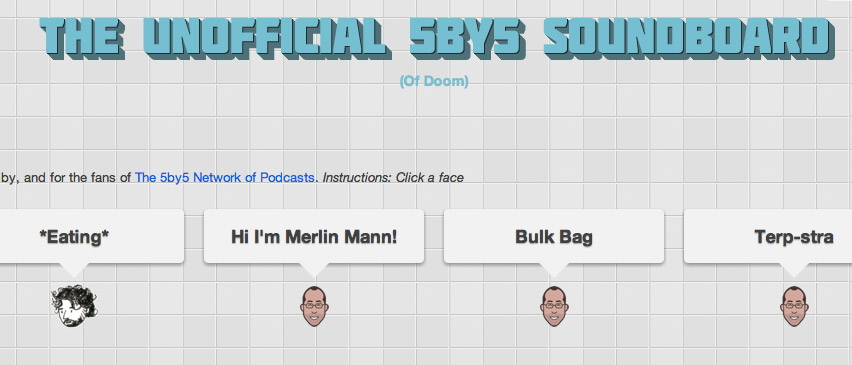 THE UNOFFICIAL 5BY5 SOUNDBOARD
(Of Doom)
by, and for the fans of The 5by5 Network of Podcasts. Instructions: Click a face
*Eating*
Hi I'm Merlin Mann!
Bulk Bag
Terp-stra